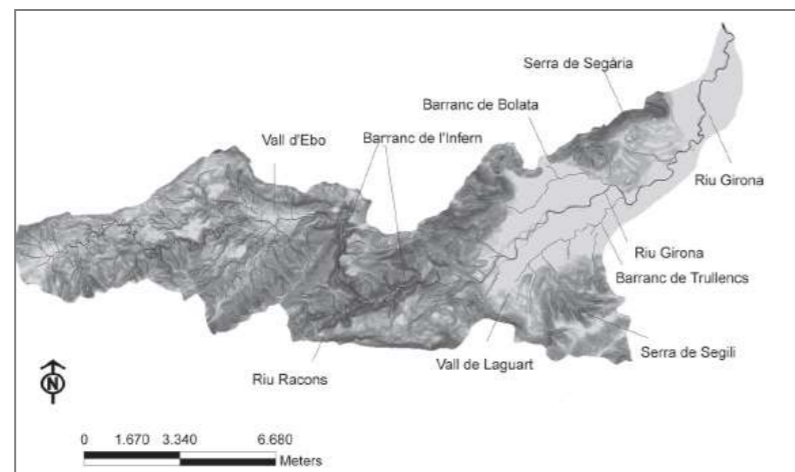 Serra de Segária
Barranc de Bolata
Vall d'Ebo
Barranc de l'Infern
Riu Girona
Riu Girona
Barranc de Trullencs
Vall de Laguart
Serra de Segili
Riu Racons
N
0 1.670 3.340 6.680
Meters